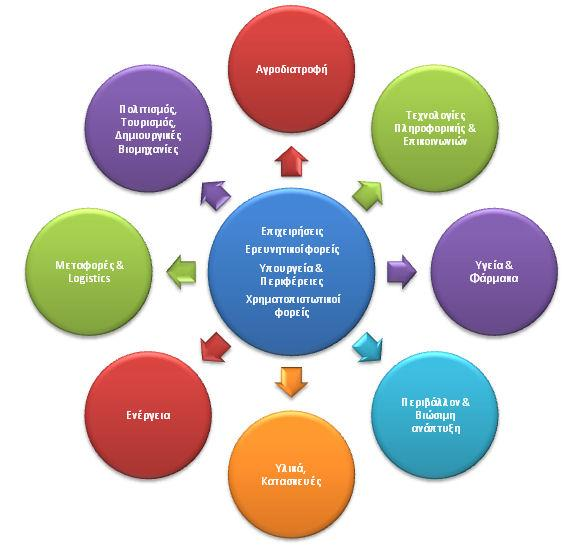 Αγροδιατροφή
Τεχνολογίες
Πληροφορικής &
Επικοινωνιών
Υγεία &
Φάρμακα
Περιβάλλον &
Βιώσιμη
ανάπτυξη
Υλικά,
Κατασκευές
Ενέργεια
Μεταφορές &
Logistics
Πολιτισμός,
Τουρισμός,
Δημιουργικές
Βιομηχανίες
Επιχειρήσεις
Ερευνητικοί φορείς
Υπουργεία &
Περιφέρειες
Χρηματοπιστωτικοί
φορείς